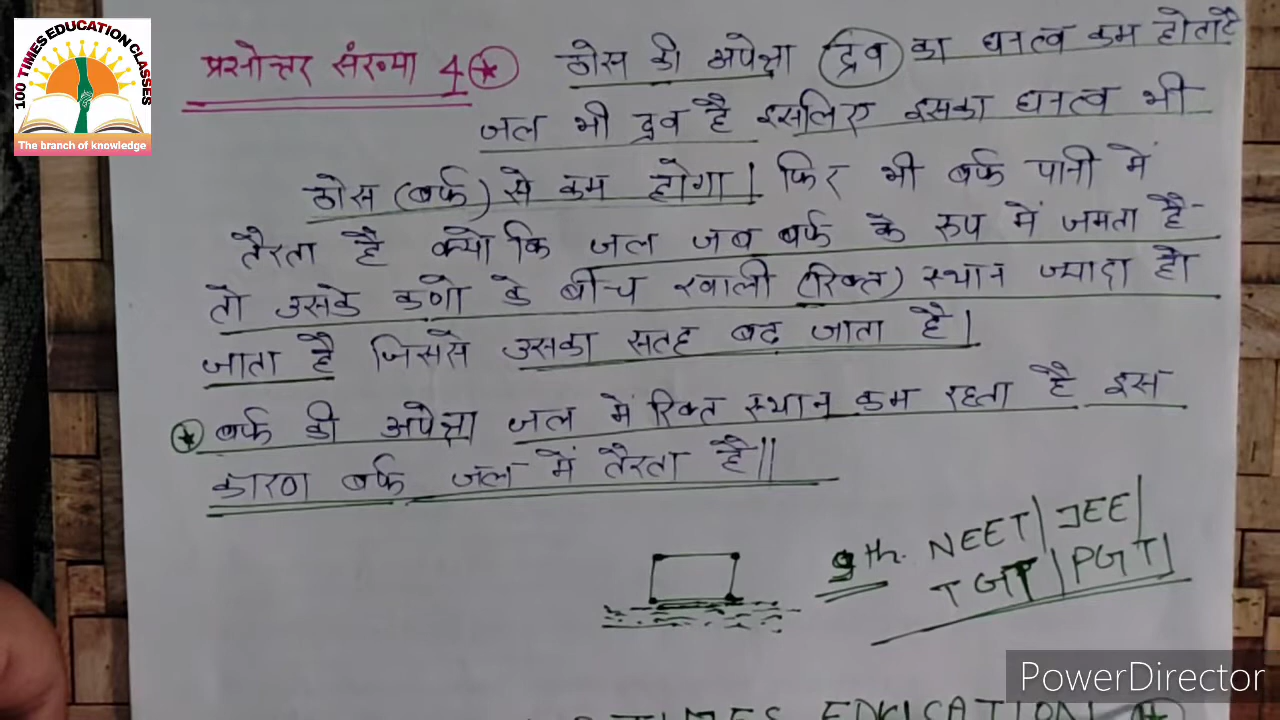 100 TIMES EDUCATION CLASSES
The branch of knowledge
प्रश्नोत्तर संख्या 4
ठोस की अपेक्षा द्रव का घनत्व कम होता है
जल भी द्रव है इसलिए इसका घनत्व भी
ठोस (बर्फ) से कम होगा। फिर भी बर्फ पानी में
तैरता है क्यों कि जल जब बर्फ के रूप में जमता है-
तो उसके कणो के बीच खाली (रिक्त) स्थान ज्यादा हो
जाता है जिससे उसका सतह बढ़ जाता है।
बर्फ की अपेक्षा जल में रिक्त स्थान कम रहता है इस
कारण बर्फ जल में तैरता है॥
9th. NEET| JEE|
TGT |PGT|
PowerDirector
TIMES EDUCATION